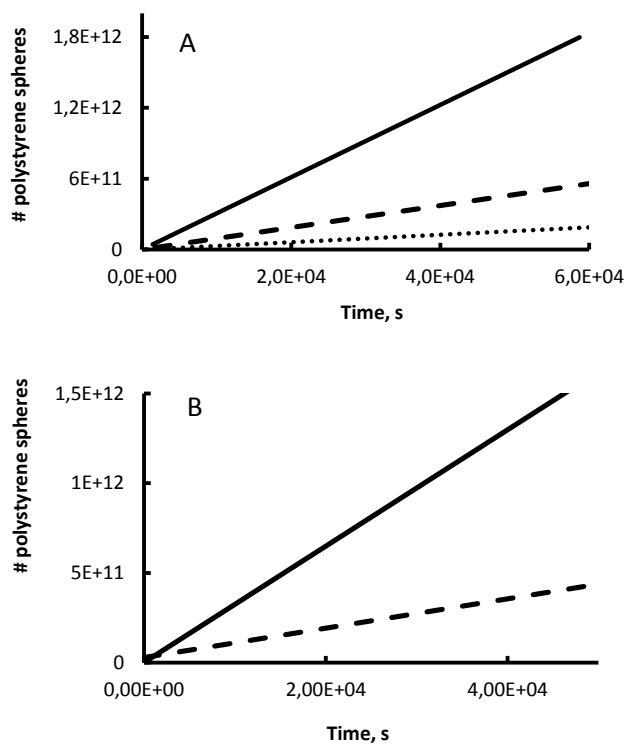 A
# polystyrene spheres
1,8E+12
1,2E+12
6E+11
0
0,0E+00 2,0E+04 4,0E+04 6,0E+04
Time, s
B
# polystyrene spheres
1,5E+12
1E+12
5E+11
0
0,00E+00 2,00E+04 4,00E+04
Time, s